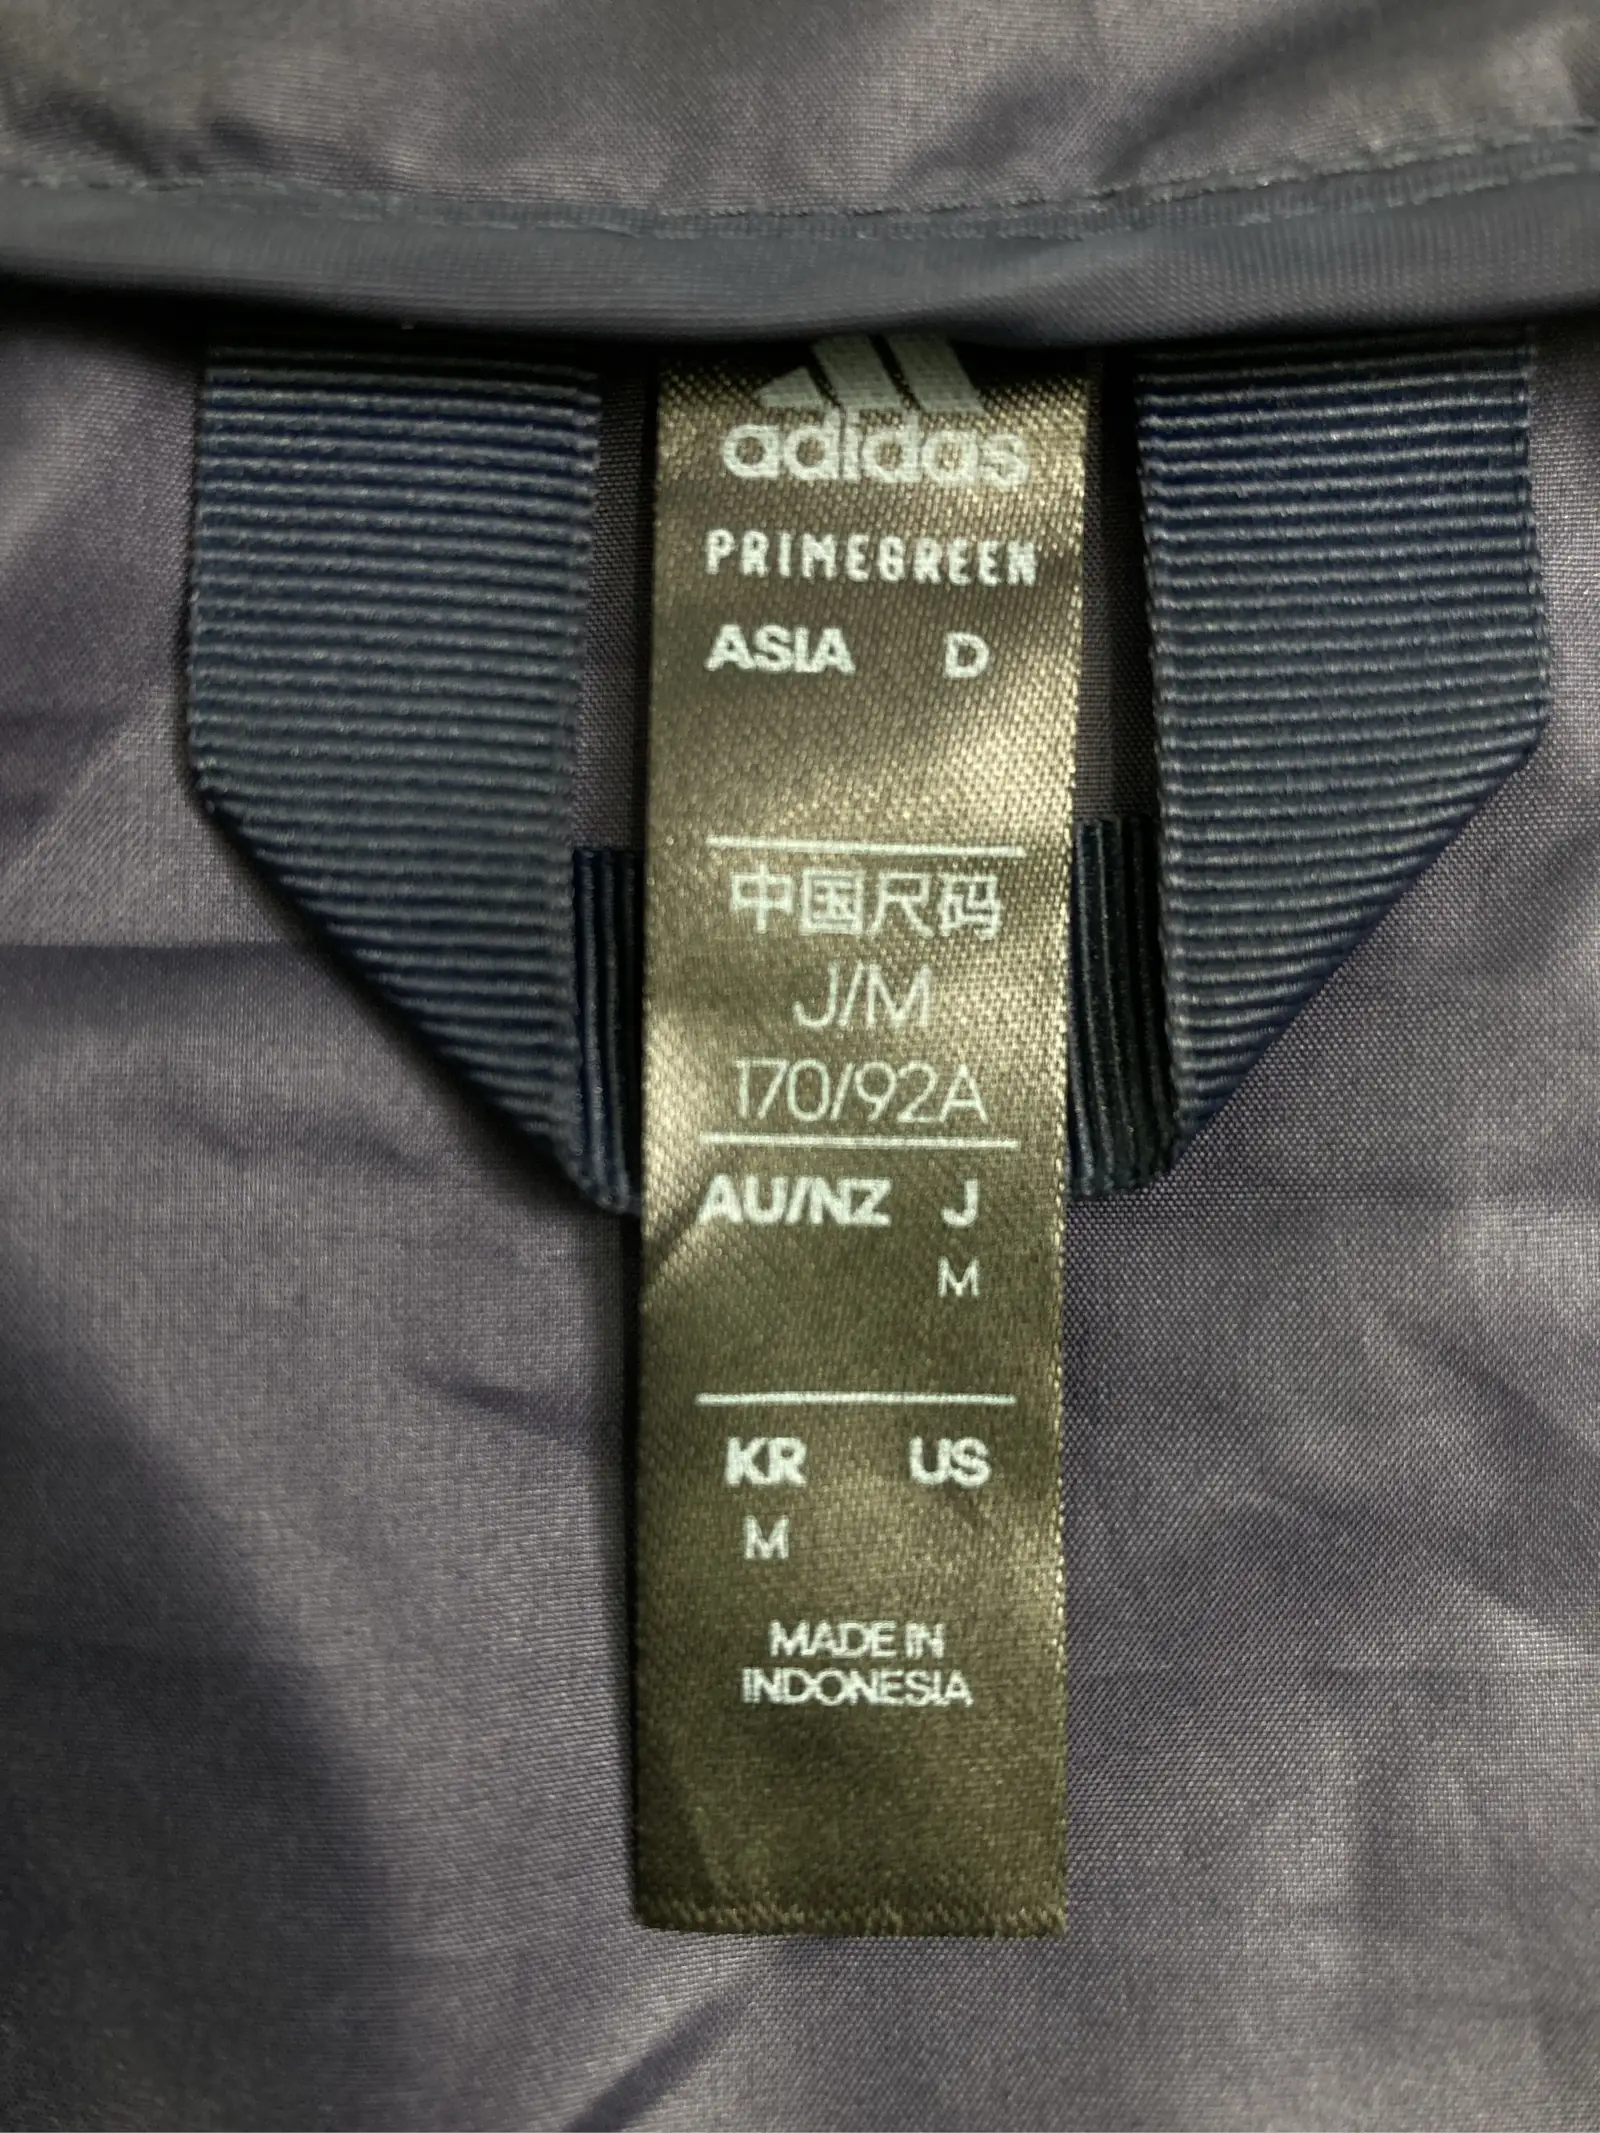 adidas
PRIMEGREEN
ASIA D
中国尺码
J/M
170/92A
AU/NZ J
M
KR US
M
MADE IN
INDONESIA